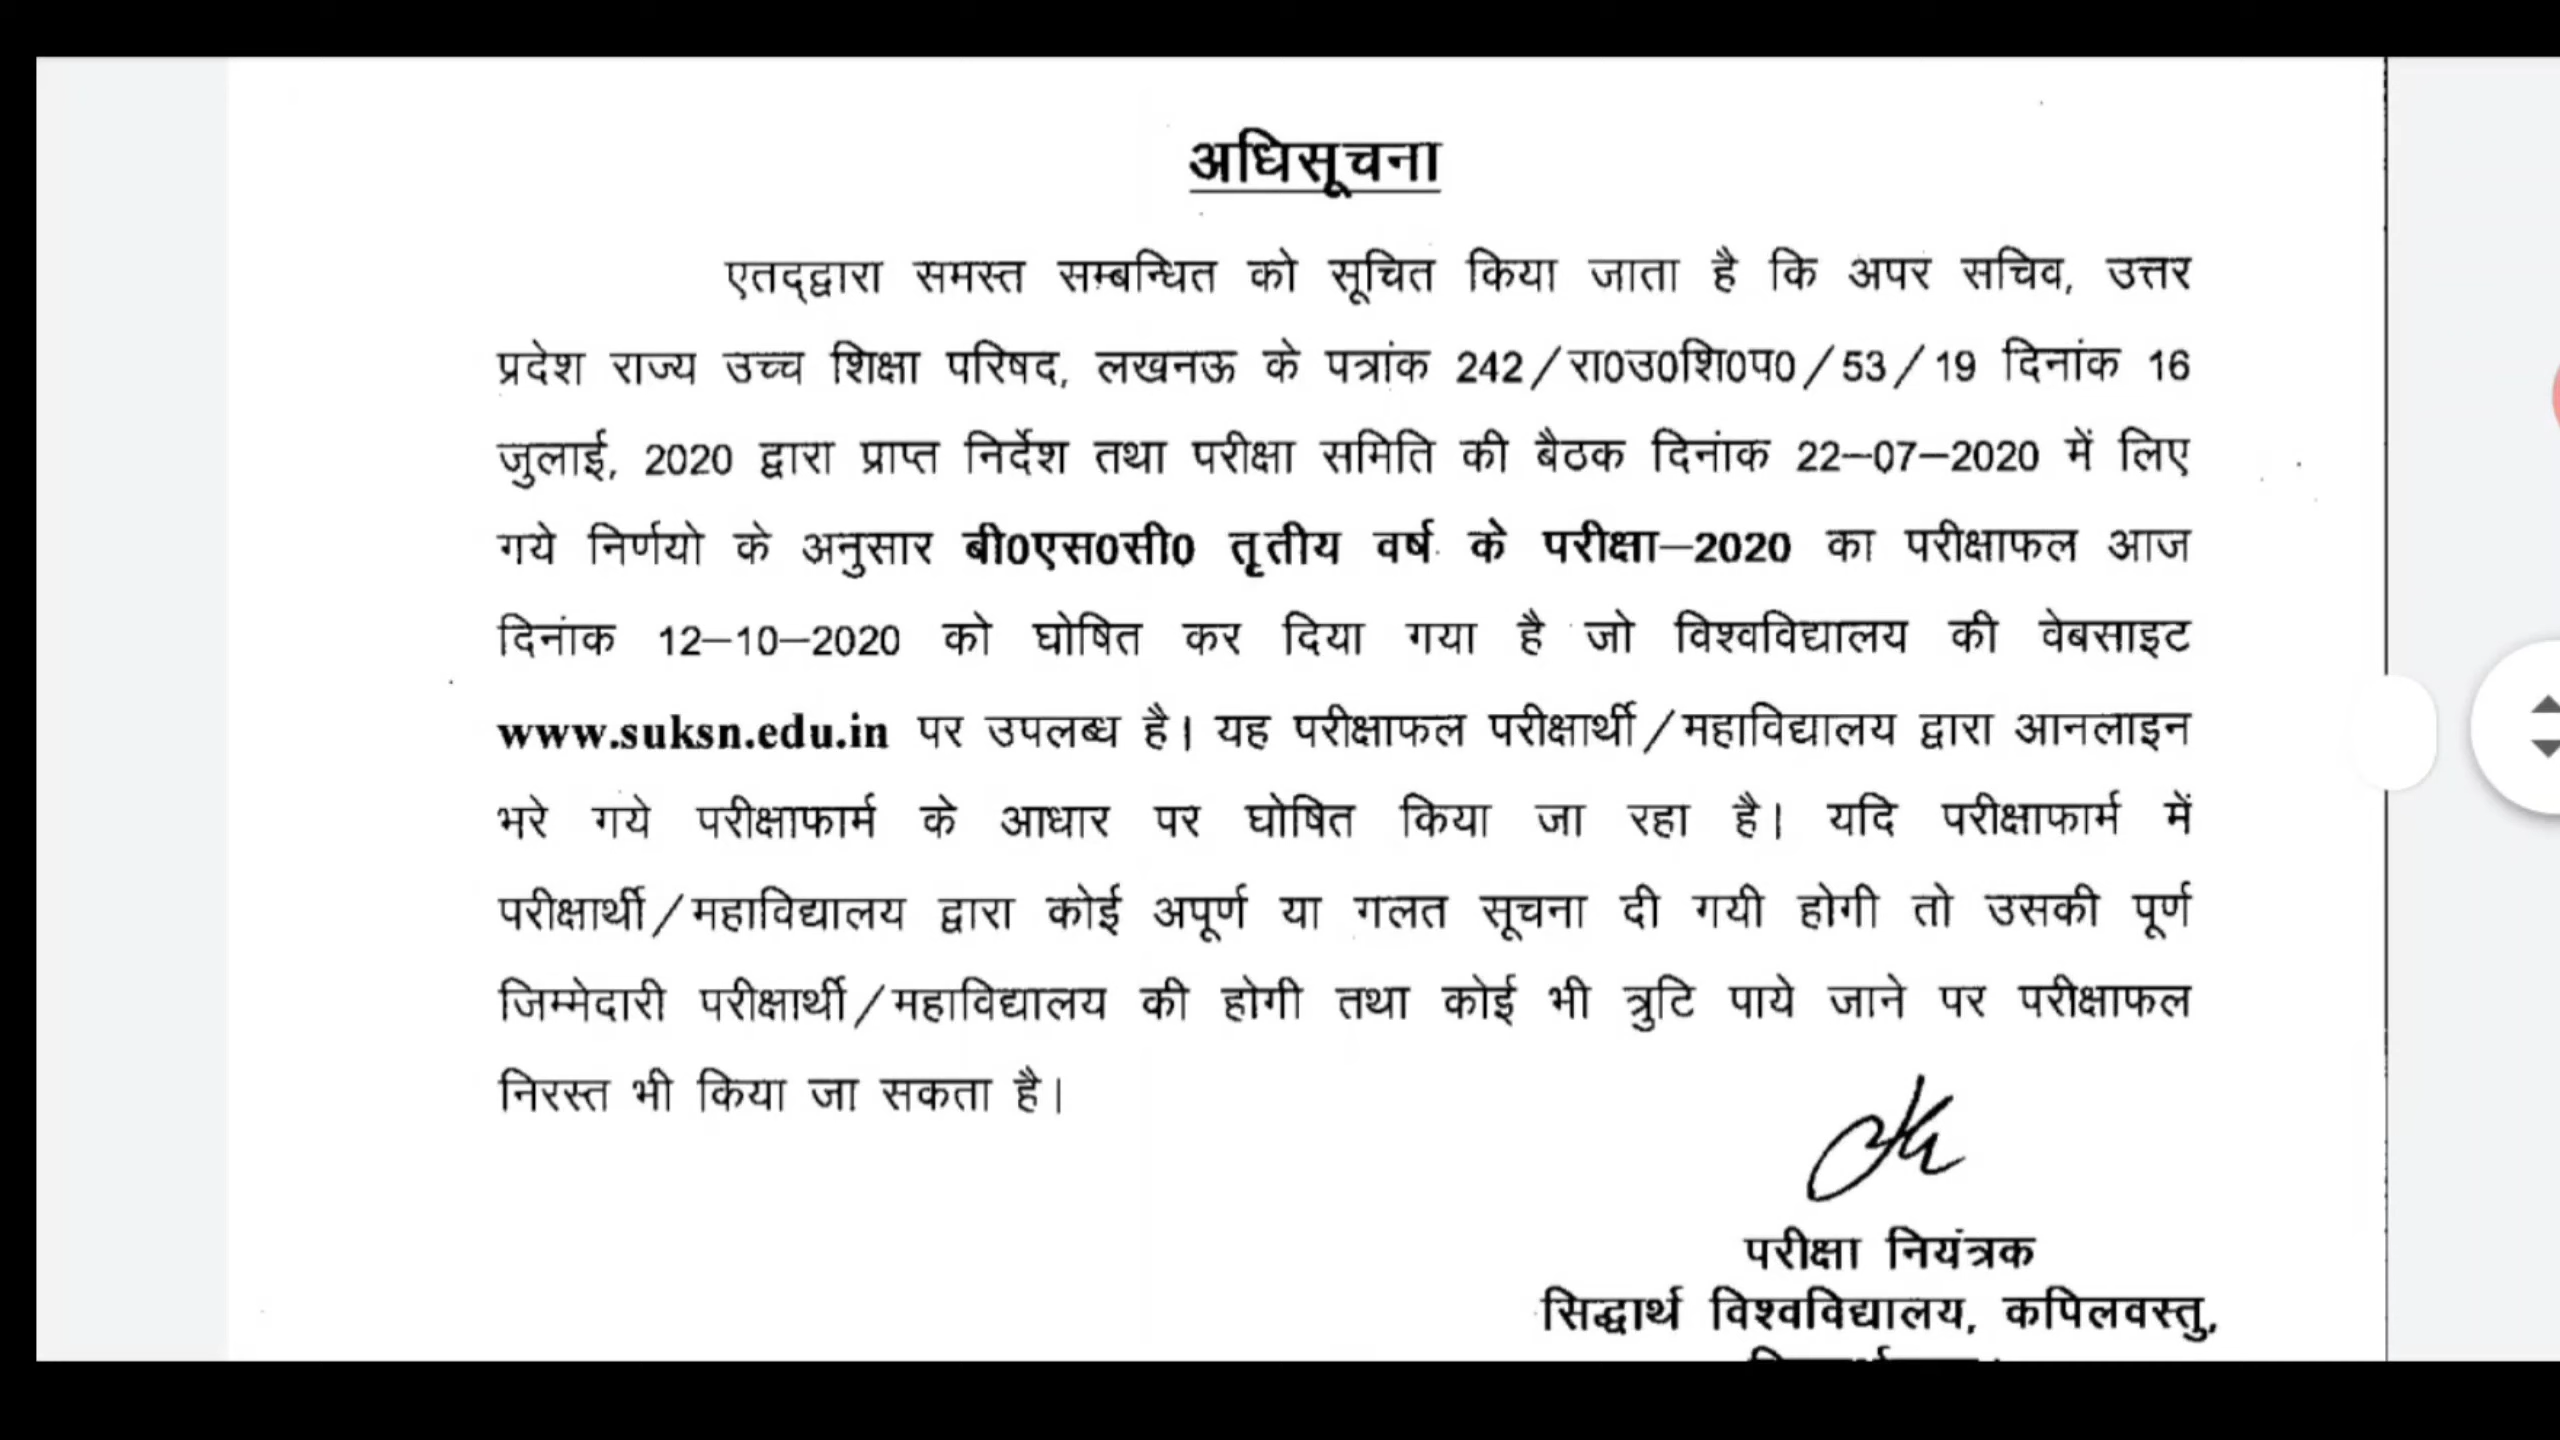 अधिसूचना
एतद्द्वारा समस्त सम्बन्धित को सूचित किया जाता है कि अपर सचिव, उत्तर
प्रदेश राज्य उच्च शिक्षा परिषद, लखनऊ के पत्रांक 242/रा0उ0शि0प0/53/19 दिनांक 16
जुलाई, 2020 द्वारा प्राप्त निर्देश तथा परीक्षा समिति की बैठक दिनांक 22–07–2020 में लिए
गये निर्णयो के अनुसार बी0एस0सी0 तृतीय वर्ष के परीक्षा–2020 का परीक्षाफल आज
दिनांक 12–10–2020 को घोषित कर दिया गया है जो विश्वविद्यालय की वेबसाइट
www.suksn.edu.in पर उपलब्ध है। यह परीक्षाफल परीक्षार्थी/महाविद्यालय द्वारा आनलाइन
भरे गये परीक्षाफार्म के आधार पर घोषित किया जा रहा है। यदि परीक्षाफार्म में
परीक्षार्थी/महाविद्यालय द्वारा कोई अपूर्ण या गलत सूचना दी गयी होगी तो उसकी पूर्ण
जिम्मेदारी परीक्षार्थी/महाविद्यालय की होगी तथा कोई भी त्रुटि पाये जाने पर परीक्षाफल
निरस्त भी किया जा सकता है।
परीक्षा नियंत्रक
सिद्धार्थ विश्वविद्यालय, कपिलवस्तु,